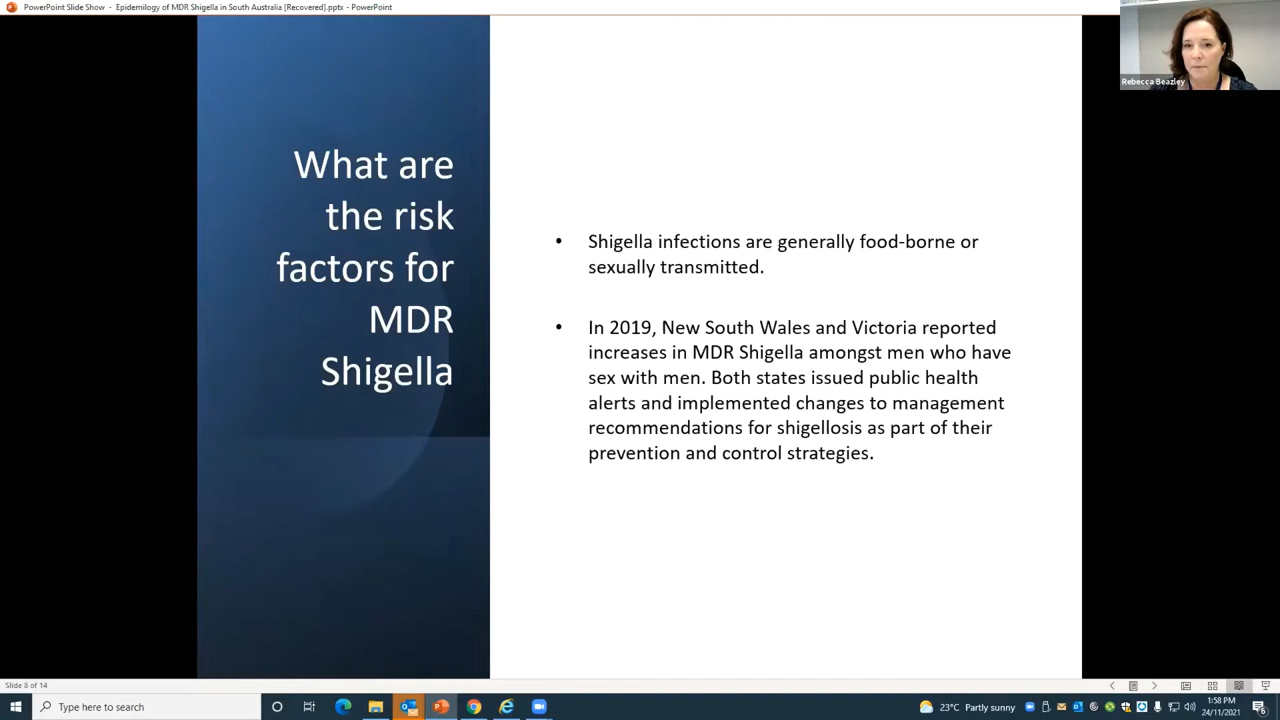 PowerPoint Slide Show - Epidemilogy of MDR Shigella in South Australia [Recovered].pptx - PowerPoint
Rebecca Beazley
What are
the risk
factors for
MDR
Shigella
• Shigella infections are generally food-borne or
sexually transmitted.
• In 2019, New South Wales and Victoria reported
increases in MDR Shigella amongst men who have
sex with men. Both states issued public health
alerts and implemented changes to management
recommendations for shigellosis as part of their
prevention and control strategies.
Slide 8 of 14
Type here to search
23°C Partly sunny
1:58 PM
24/11/2021